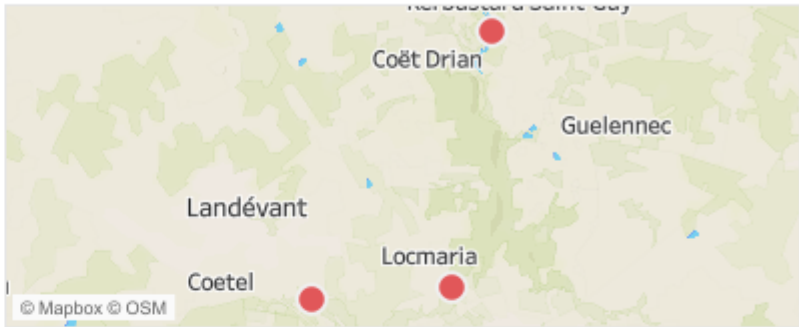 Coët Drian
Guelennec
Landévant
Locmaria
Coetel
© Mapbox © OSM